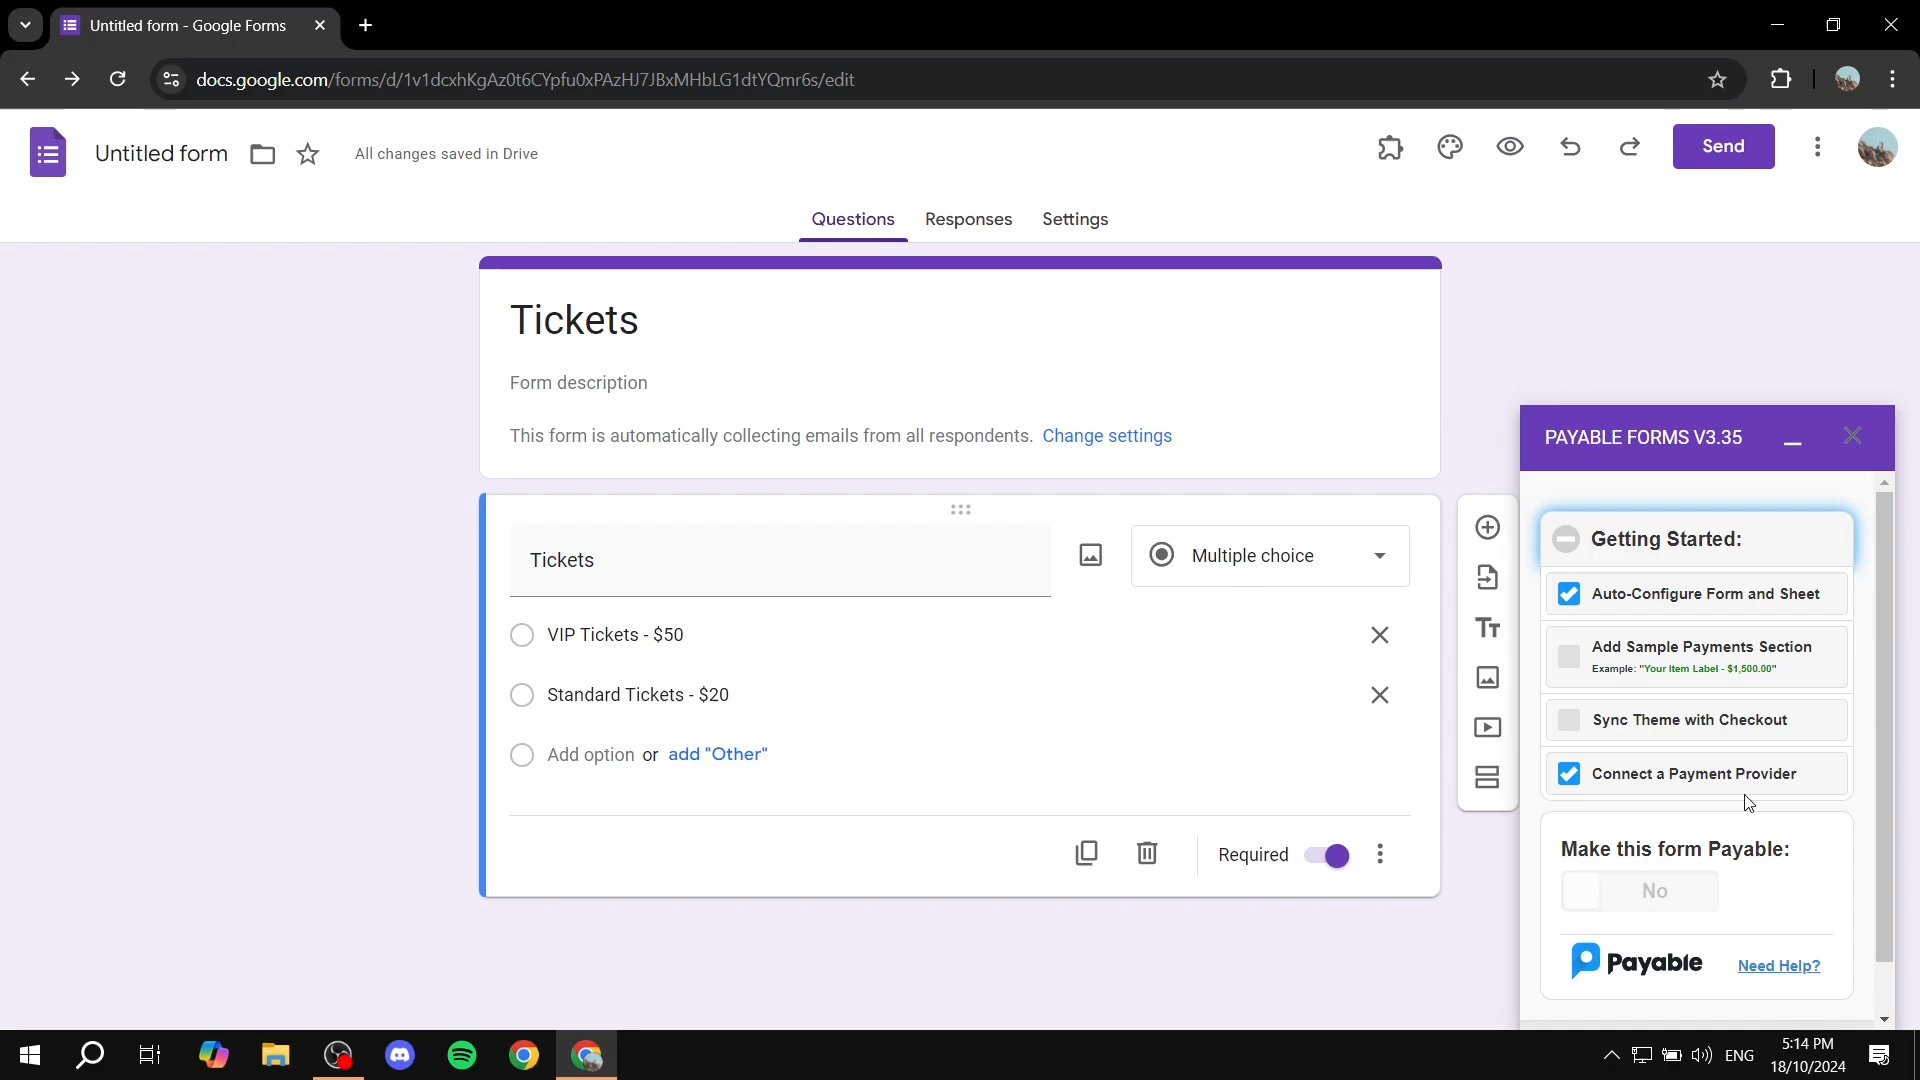 Untitled form - Google Forms
docs.google.com/forms/d/1v1dcxhKgAz0t6CYpfu0xPAzHJ7JBxMHbLG1dtYQmr6s/edit
Untitled form
All changes saved in Drive
Send
Questions
Responses
Settings
Tickets
Form description
This form is automatically collecting emails from all respondents. Change settings
Tickets
Multiple choice
VIP Tickets - $50
Standard Tickets - $20
Add option or add "Other"
Required
PAYABLE FORMS V3.35
Getting Started:
Auto-Configure Form and Sheet
Add Sample Payments Section
Example: "Your Item Label - $1,500.00"
Sync Theme with Checkout
Connect a Payment Provider
Make this form Payable:
No
Payable
Need Help?
ENG
5:14 PM
18/10/2024